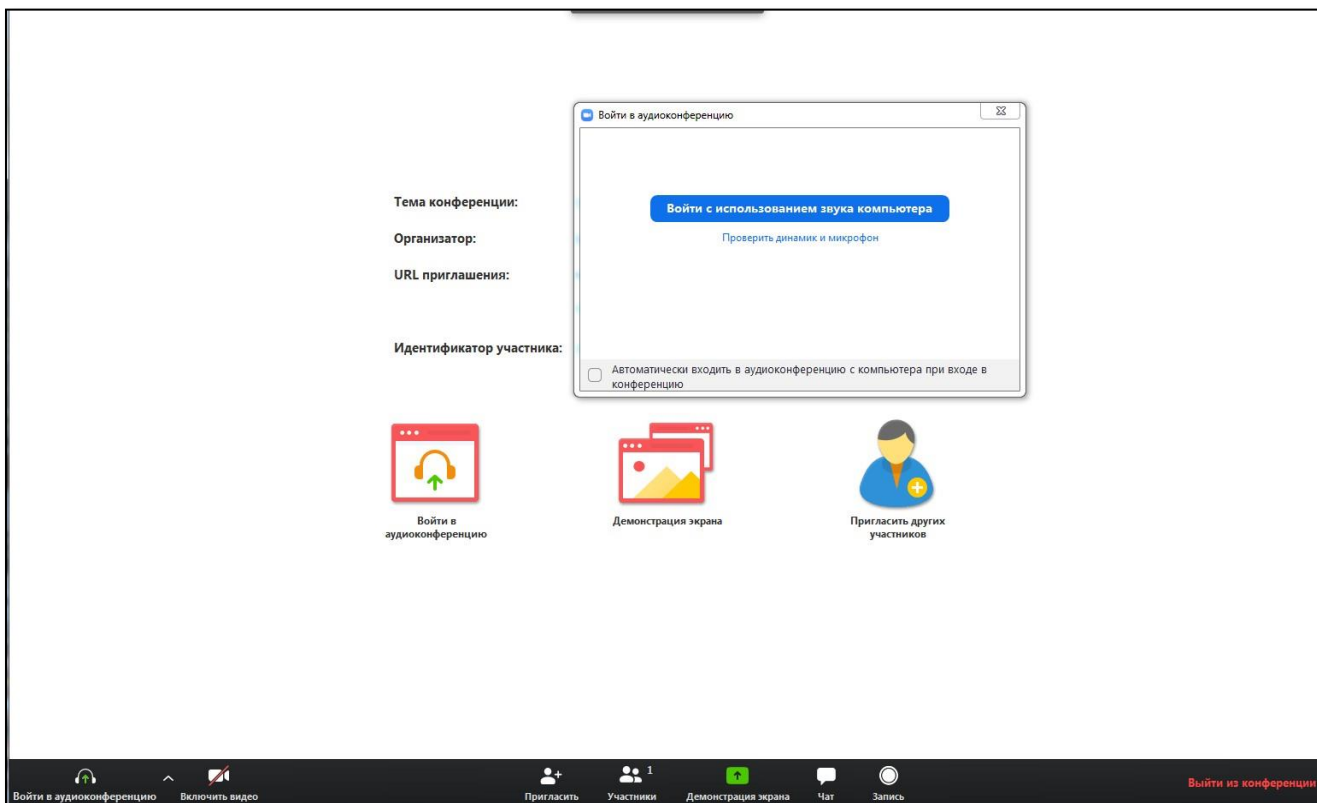 Войти в аудиоконференцию
Тема конференции:
Войти с использованием звука компьютера
Организатор:
Проверить динамик и микрофон
URL приглашения:
Идентификатор участника:
Автоматически входить в аудиоконференцию с компьютера при входе в
конференцию
Войти в
аудиоконференцию
Демонстрация экрана
Пригласить других
участников
Войти в аудиоконференцию
Включить видео
Пригласить
1
Участники
Демонстрация экрана
Чат
Запись
Выйти из конференции